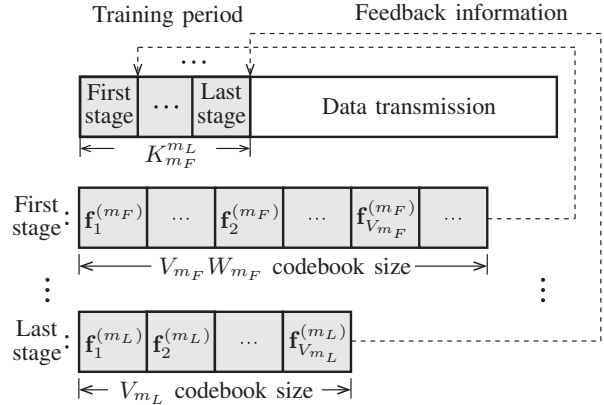 Training period
Feedback information
...
First stage
...
Last stage
Data transmission
K_{m_F}^{m_L}
First stage:
f_1^{(m_F)} ... f_2^{(m_F)} ... f_{V_{m_F}}^{(m_F)} ...
V_{m_F} W_{m_F} codebook size
⋮ ⋮
Last stage:
f_1^{(m_L)} f_2^{(m_L)} ... f_{V_{m_L}}^{(m_L)}
V_{m_L} codebook size